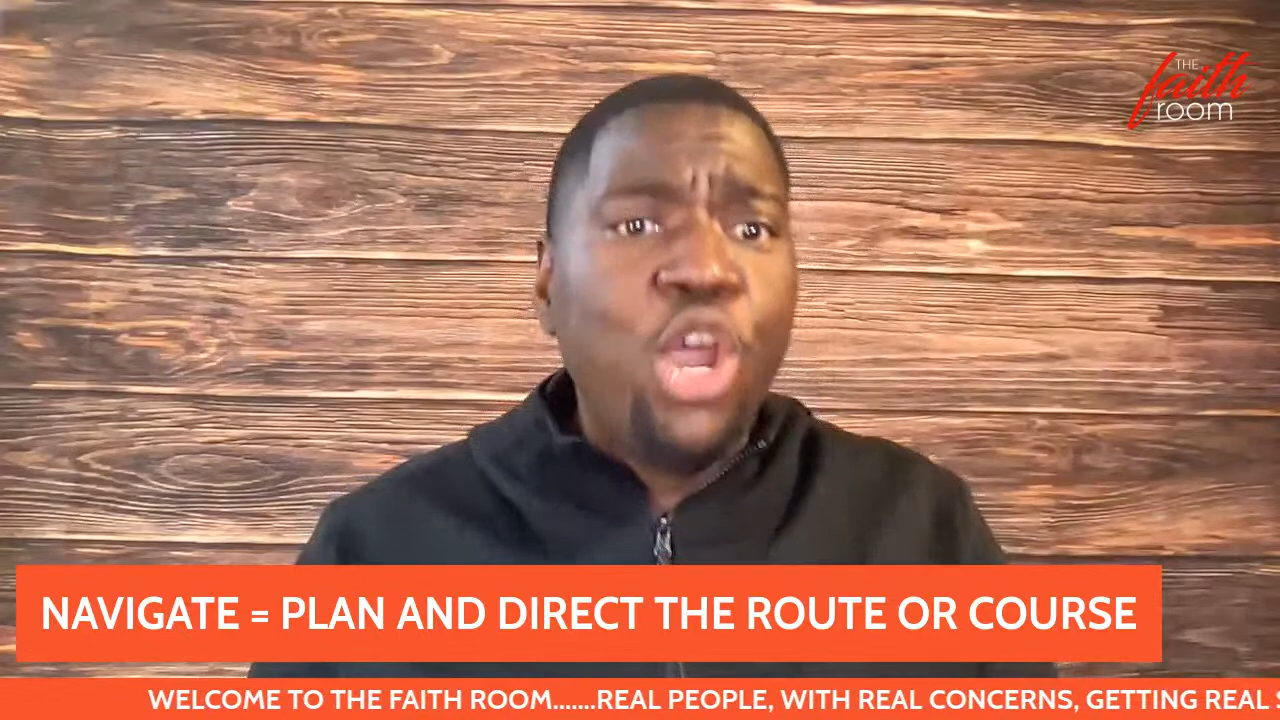 THE
faith
room
NAVIGATE = PLAN AND DIRECT THE ROUTE OR COURSE
WELCOME TO THE FAITH ROOM.......REAL PEOPLE, WITH REAL CONCERNS, GETTING REAL